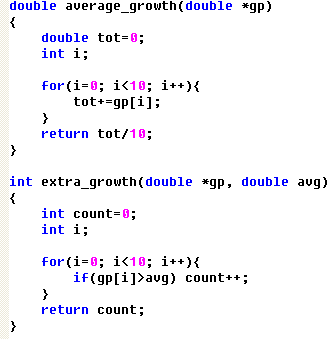 double average_growth(double *gp)
{
    double tot=0;
    int i;

    for(i=0; i<10; i++){
        tot+=gp[i];
    }
    return tot/10;
}

int extra_growth(double *gp, double avg)
{
    int count=0;
    int i;

    for(i=0; i<10; i++){
        if(gp[i]>avg) count++;
    }
    return count;
}